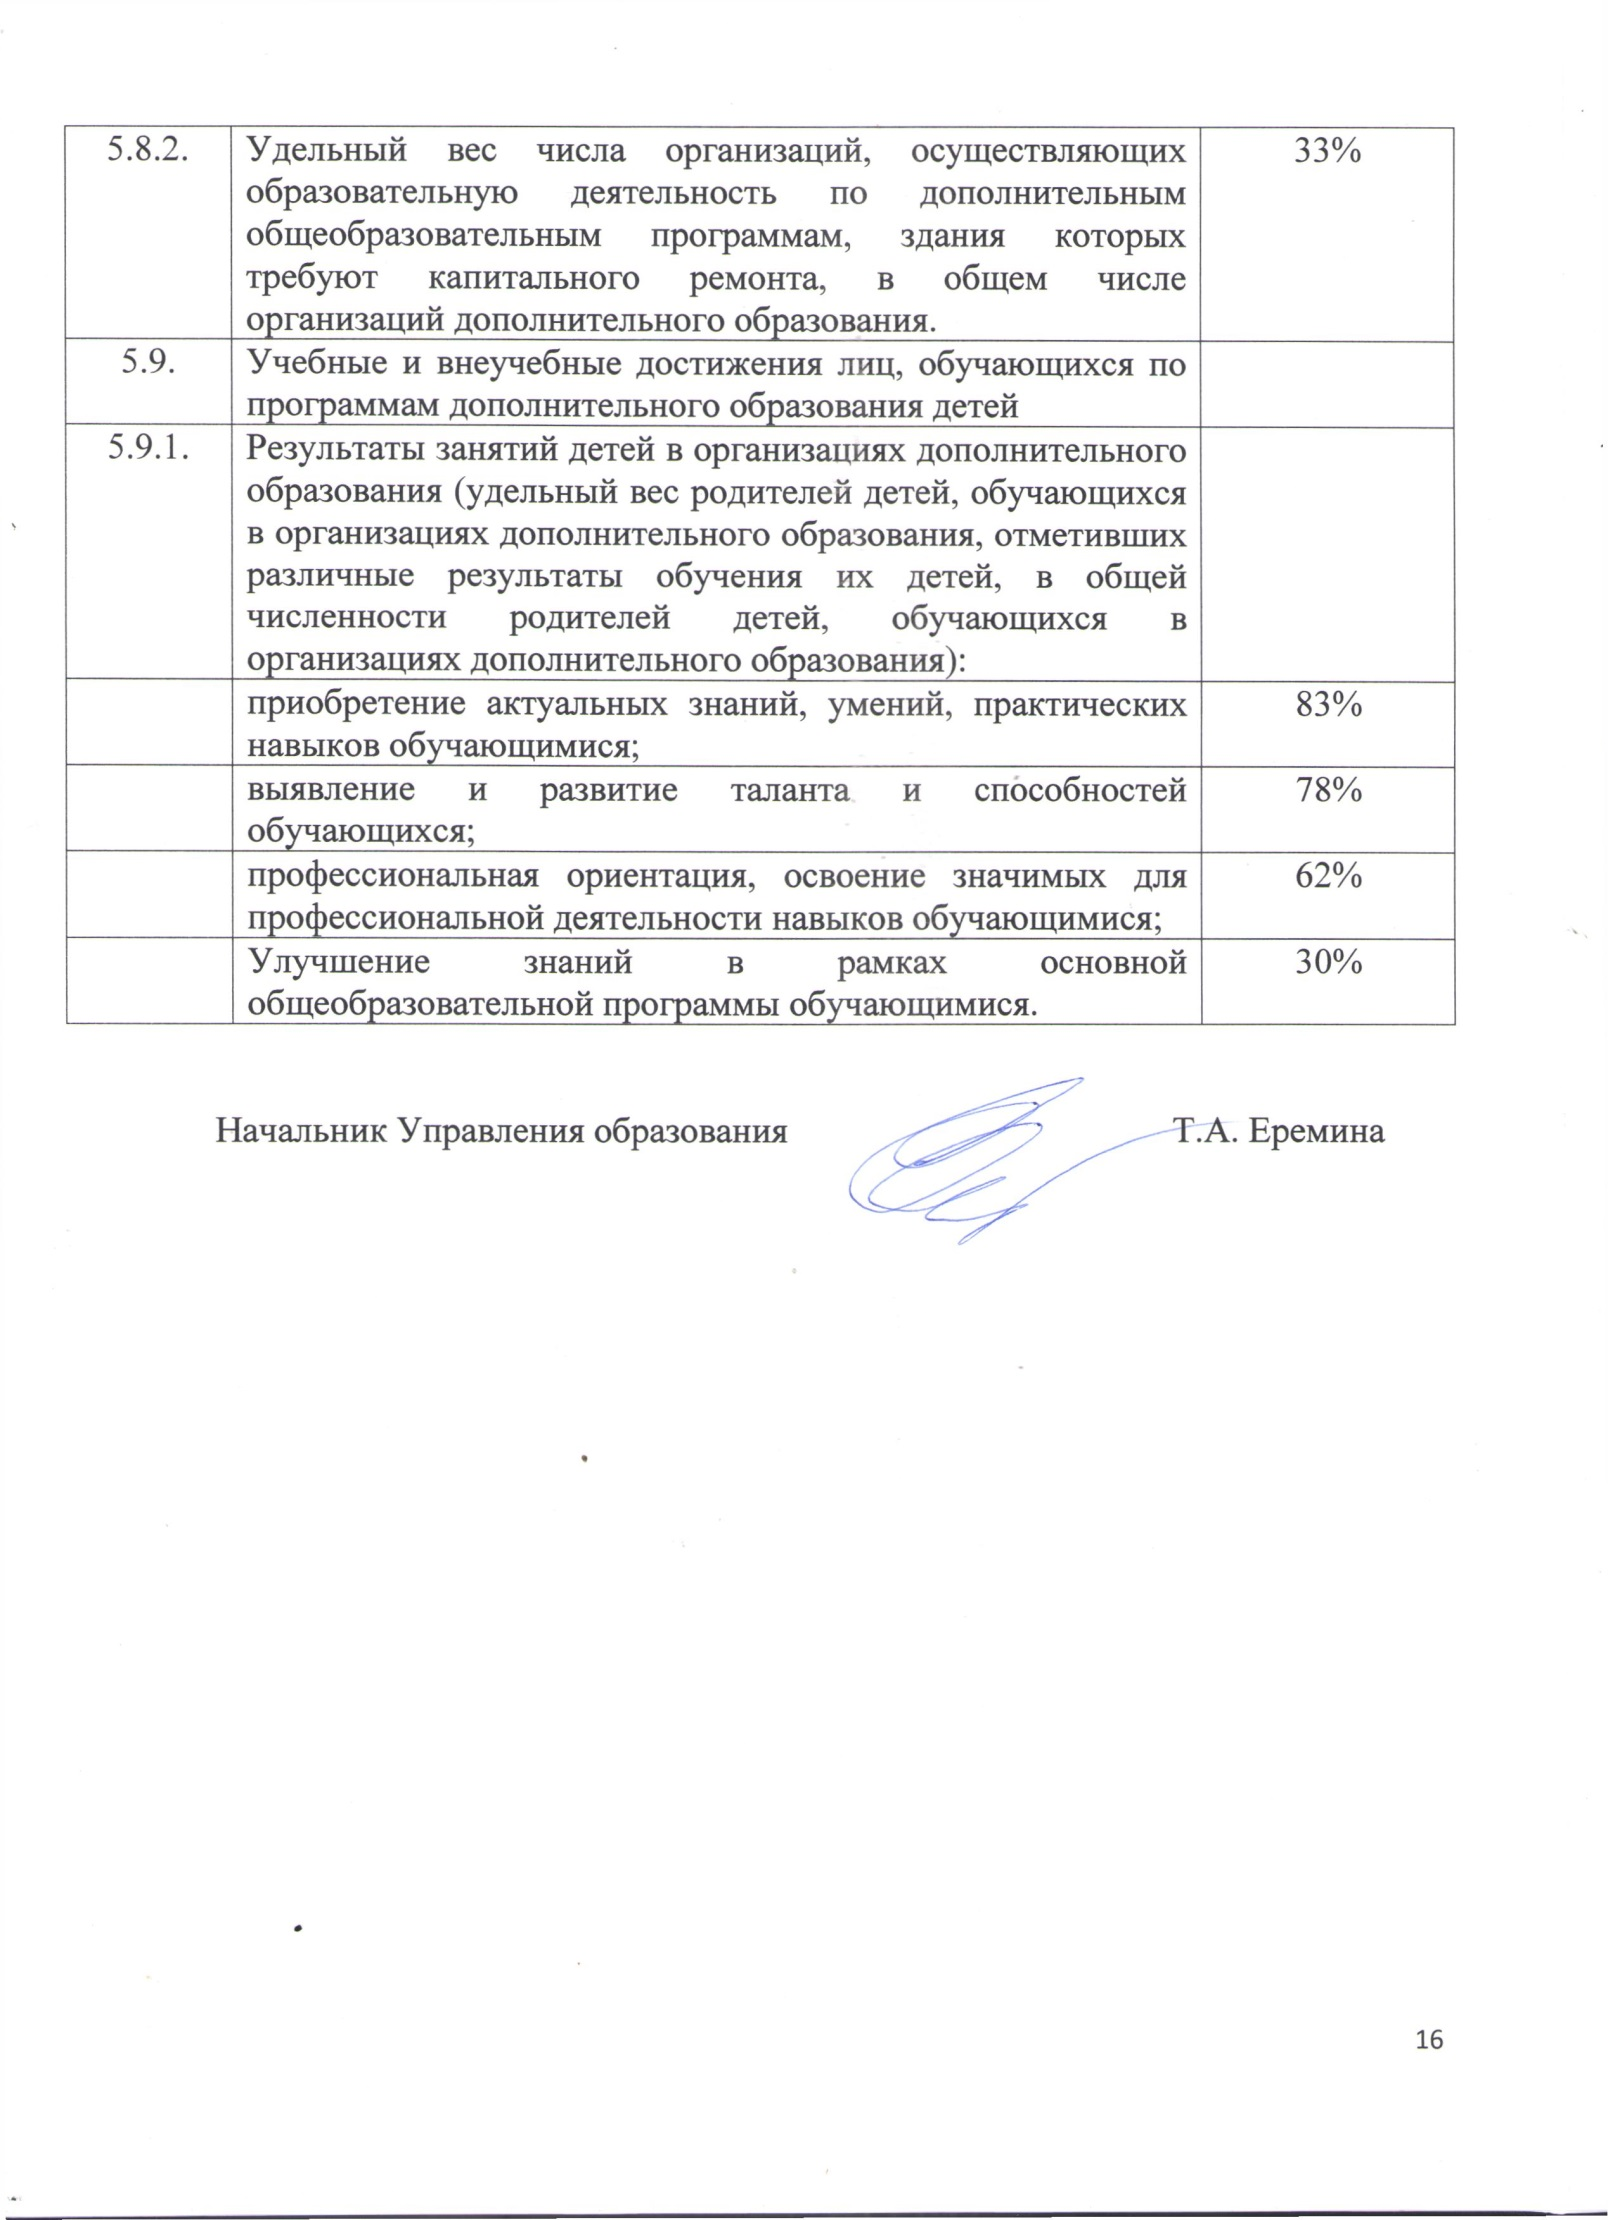 5.8.2. Удельный вес числа организаций, осуществляющих 33%
образовательную деятельность по дополнительным
общеобразовательным программам, здания которых
требуют капитального ремонта, в общем числе
организаций дополнительного образования.
5.9. Учебные и внеучебные достижения лиц, обучающихся по
программам дополнительного образования детей
5.9.1. Результаты занятий детей в организациях дополнительного
образования (удельный вес родителей детей, обучающихся
в организациях дополнительного образования, отметивших
различные результаты обучения их детей, в общей
численности родителей детей, обучающихся в
организациях дополнительного образования):
приобретение актуальных знаний, умений, практических 83%
навыков обучающимися;
выявление и развитие таланта и способностей 78%
обучающихся;
профессиональная ориентация, освоение значимых для 62%
профессиональной деятельности навыков обучающимися;
Улучшение знаний в рамках основной 30%
общеобразовательной программы обучающимися.
Начальник Управления образования Т.А. Еремина
16